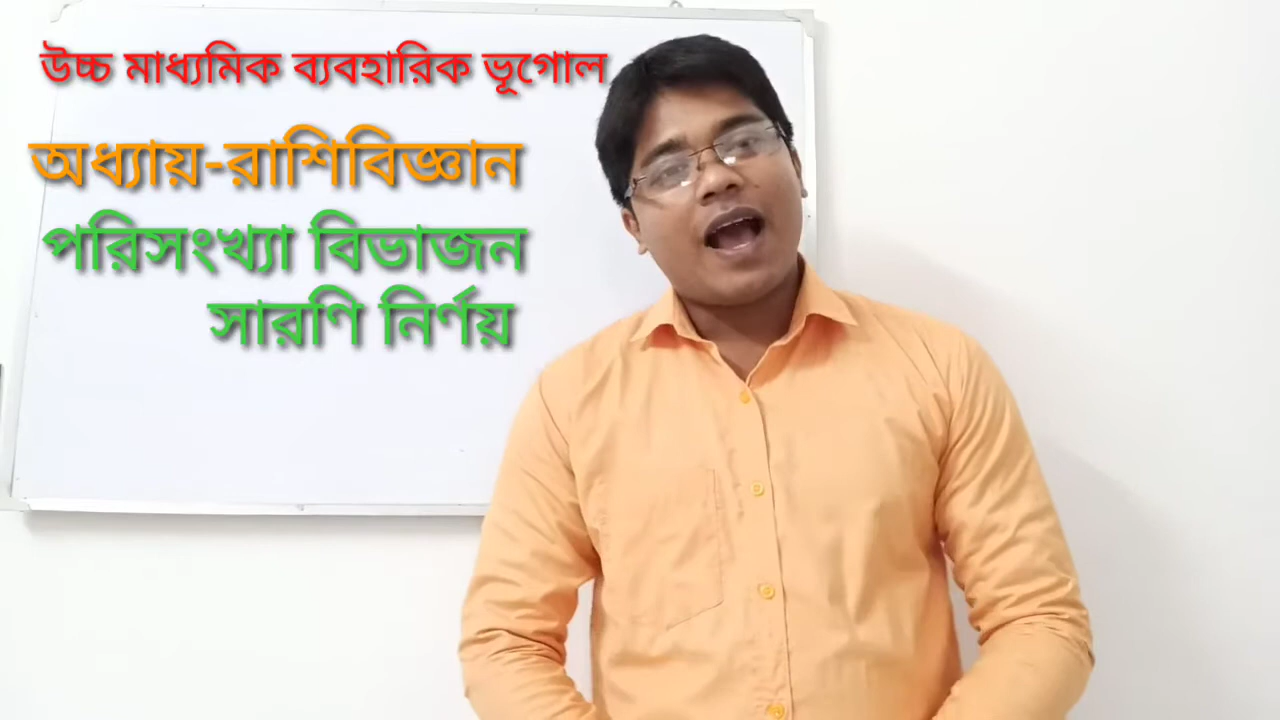 উচ্চ মাধ্যমিক ব্যবহারিক ভূগোল
অধ্যায়-রাশিবিজ্ঞান
পরিসংখ্যা বিভাজন
সারণি নির্ণয়